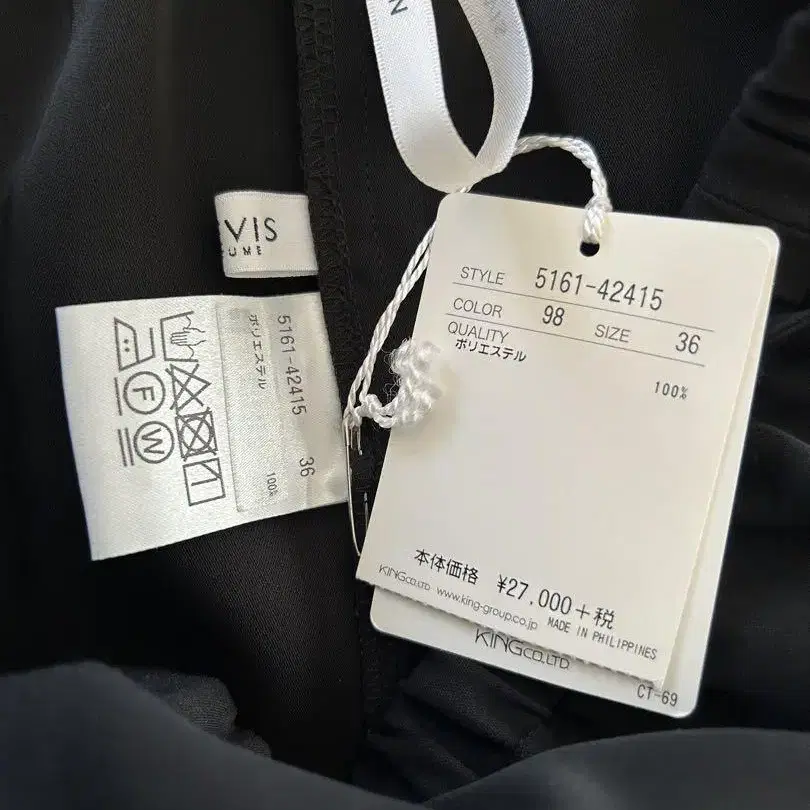 VIS
UME
5161-42415
36
ポリエステル
100%
F
W
STYLE 5161-42415
COLOR 98 SIZE 36
QUALITY
ポリエステル
100%
本体価格 ¥27,000+税
KING CO.LTD www.king-group.co.jp MADE IN PHILIPPINES
KING CO.LTD
CT-69